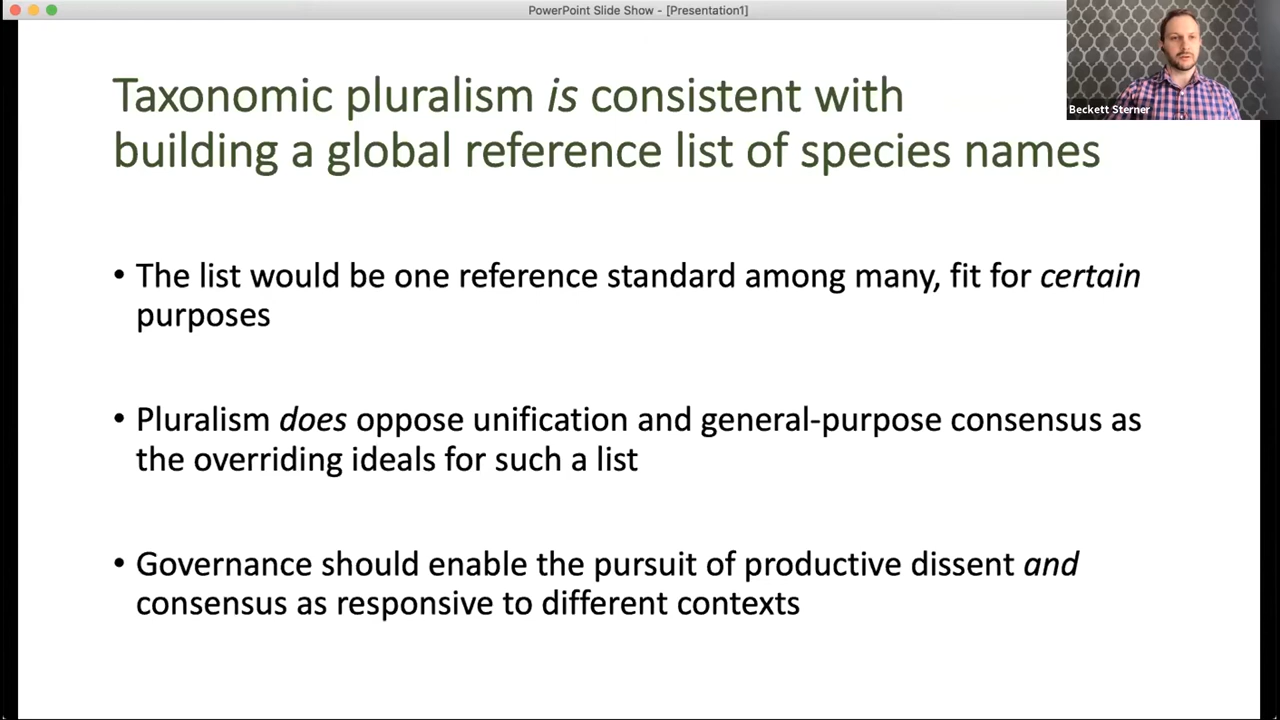 PowerPoint Slide Show - [Presentation1]
Beckett Sterner
Taxonomic pluralism is consistent with
building a global reference list of species names
• The list would be one reference standard among many, fit for certain
purposes
• Pluralism does oppose unification and general-purpose consensus as
the overriding ideals for such a list
• Governance should enable the pursuit of productive dissent and
consensus as responsive to different contexts